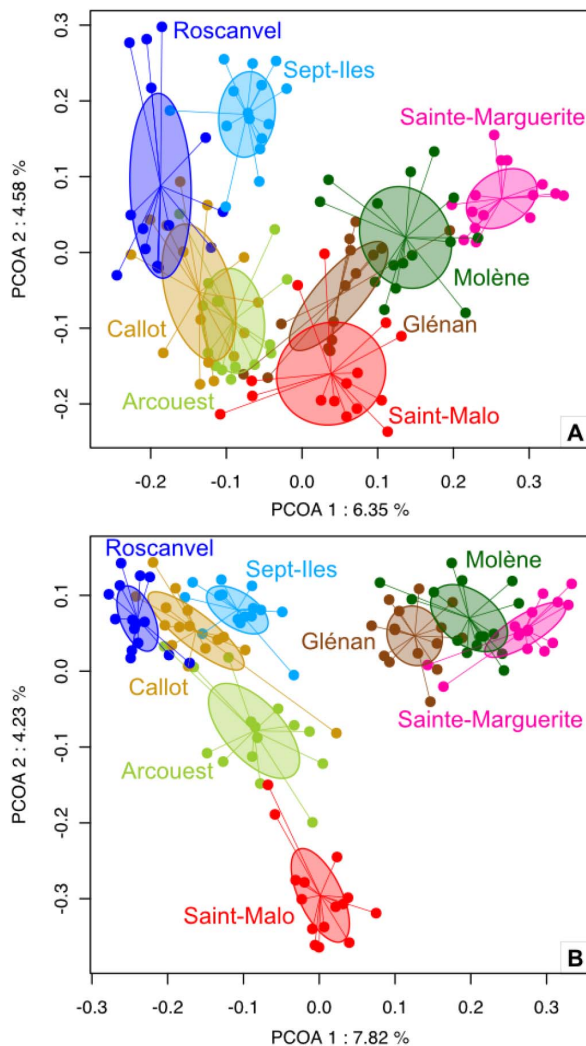 Roscanvel
Sept-Iles
Sainte-Marguerite
Molène
Callot
Glénan
Arcouest
Saint-Malo
A
PCOA 2 : 4.58 %
0.3
0.2
0.1
0.0
-0.1
-0.2
-0.2 -0.1 0.0 0.1 0.2 0.3
PCOA 1 : 6.35 %
Roscanvel
Sept-Iles
Molène
Glénan
Callot
Sainte-Marguerite
Arcouest
Saint-Malo
B
PCOA 2 : 4.23 %
0.1
0.0
-0.1
-0.2
-0.3
-0.3 -0.2 -0.1 0.0 0.1 0.2 0.3
PCOA 1 : 7.82 %